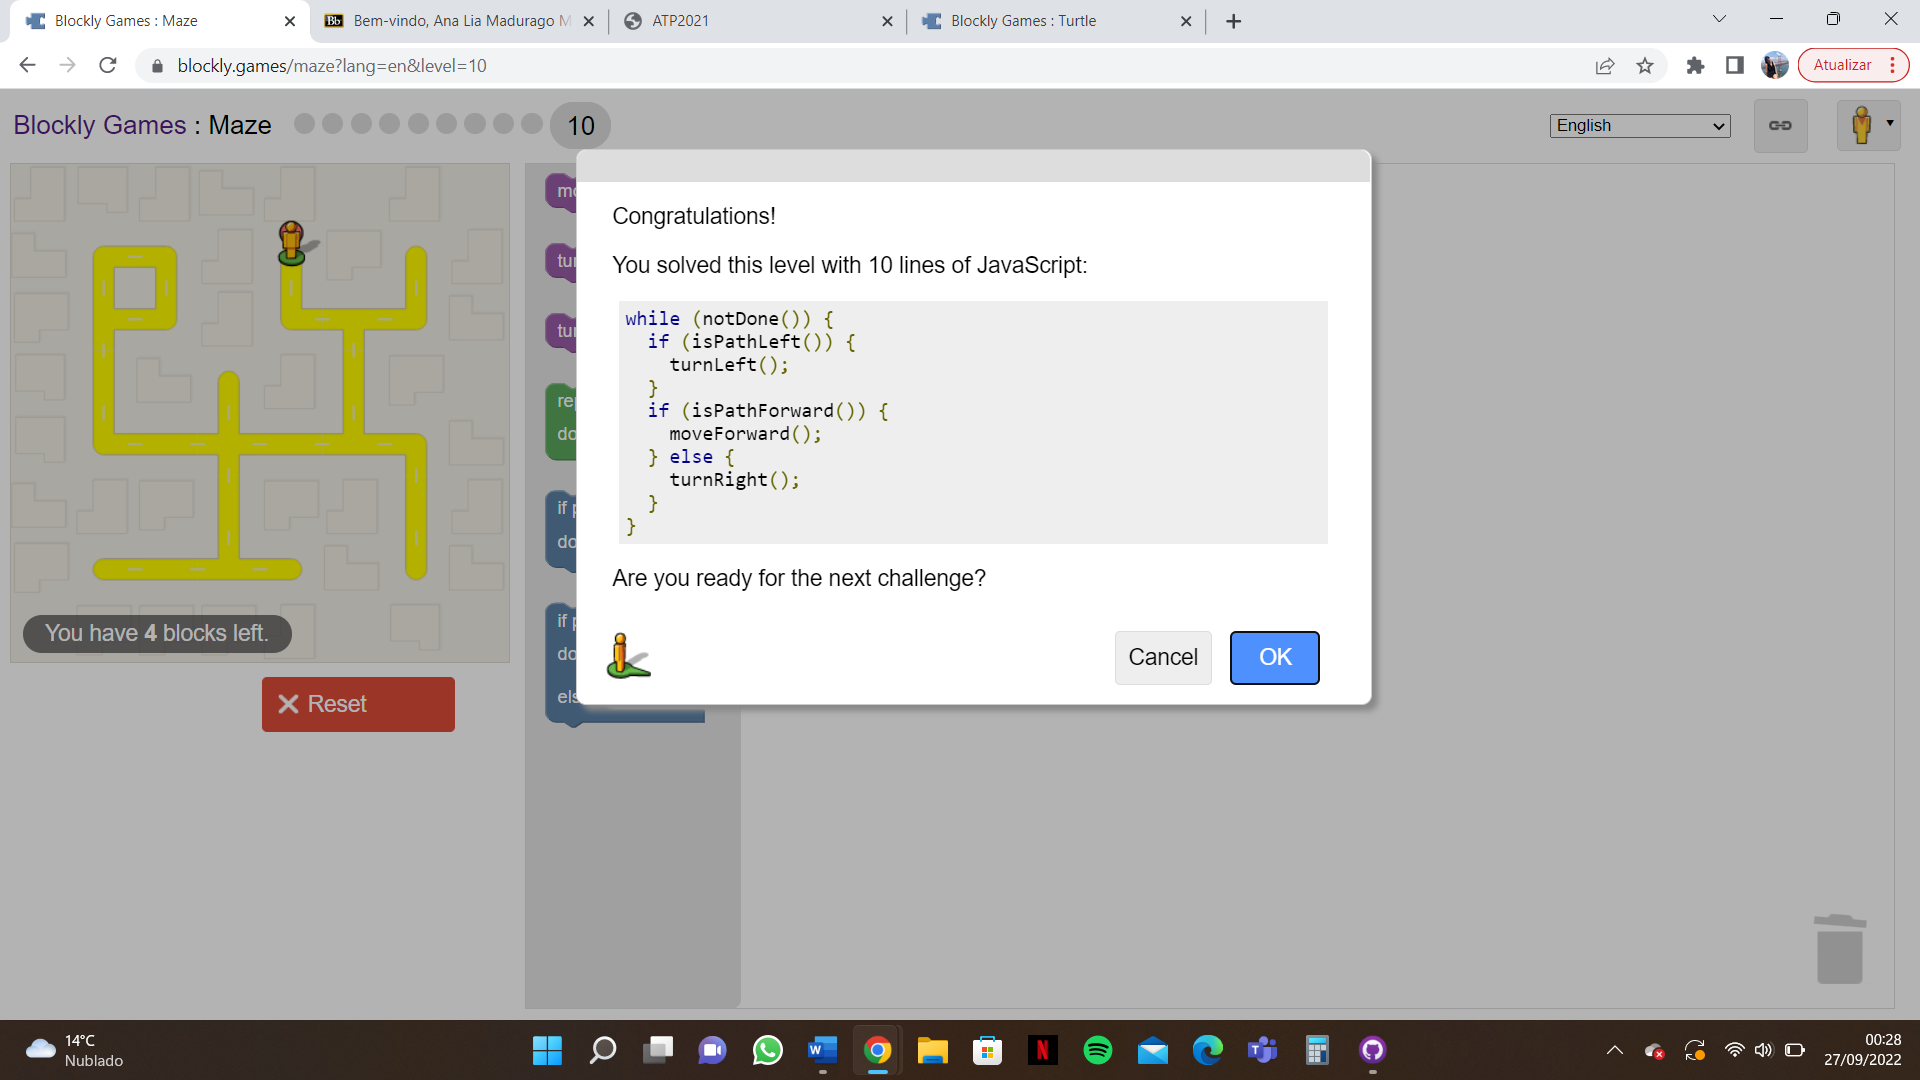 Blockly Games : Maze
Bem-vindo, Ana Lia Madurago M
ATP2021
Blockly Games : Turtle
blockly.games/maze?lang=en&level=10
Atualizar
Blockly Games : Maze
10
English
Congratulations!
You solved this level with 10 lines of JavaScript:
while (notDone()) {
  if (isPathLeft()) {
    turnLeft();
  }
  if (isPathForward()) {
    moveForward();
  } else {
    turnRight();
  }
}
Are you ready for the next challenge?
Cancel
OK
mo
tur
tur
rep
do
if p
do
if p
do
els
You have 4 blocks left.
Reset
14°C
Nublado
00:28
27/09/2022